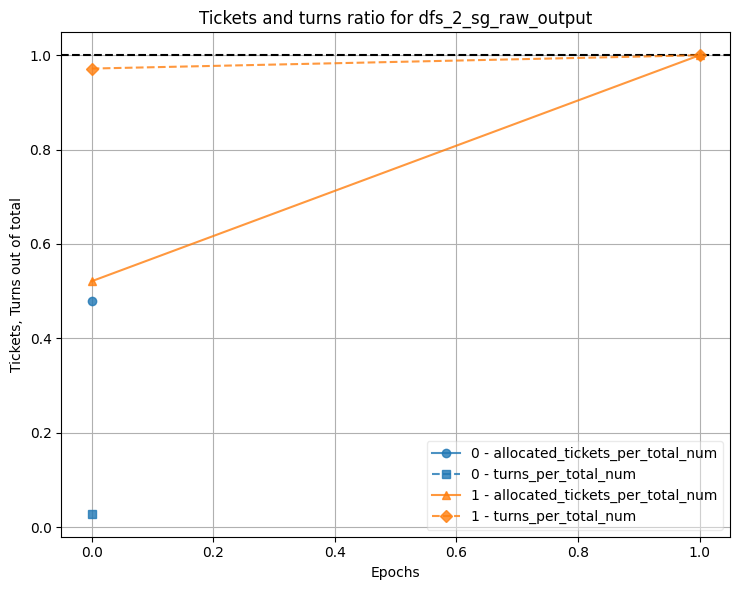 Tickets and turns ratio for dfs_2_sg_raw_output
Tickets, Turns out of total
1.0
0.8
0.6
0.4
0.2
0.0
0 - allocated_tickets_per_total_num
0 - turns_per_total_num
1 - allocated_tickets_per_total_num
1 - turns_per_total_num
0.0 0.2 0.4 0.6 0.8 1.0
Epochs